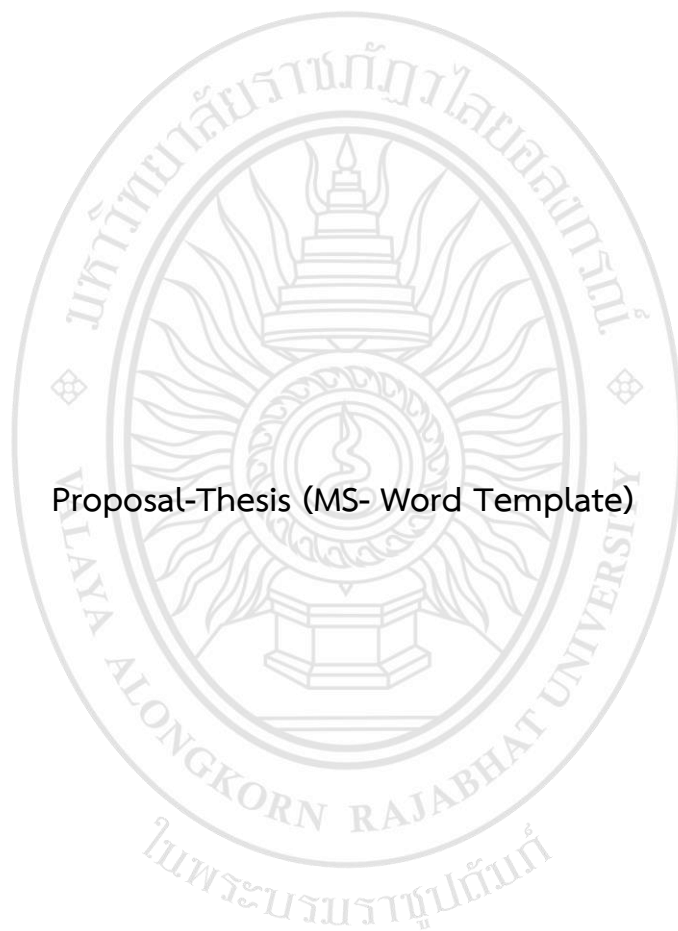 มหาวิทยาลัยราชภัฏวไลยอลงกรณ์
Proposal-Thesis (MS- Word Template)
VALAYA ALONGKORN RAJABHAT UNIVERSITY
ในพระบรมราชูปถัมภ์